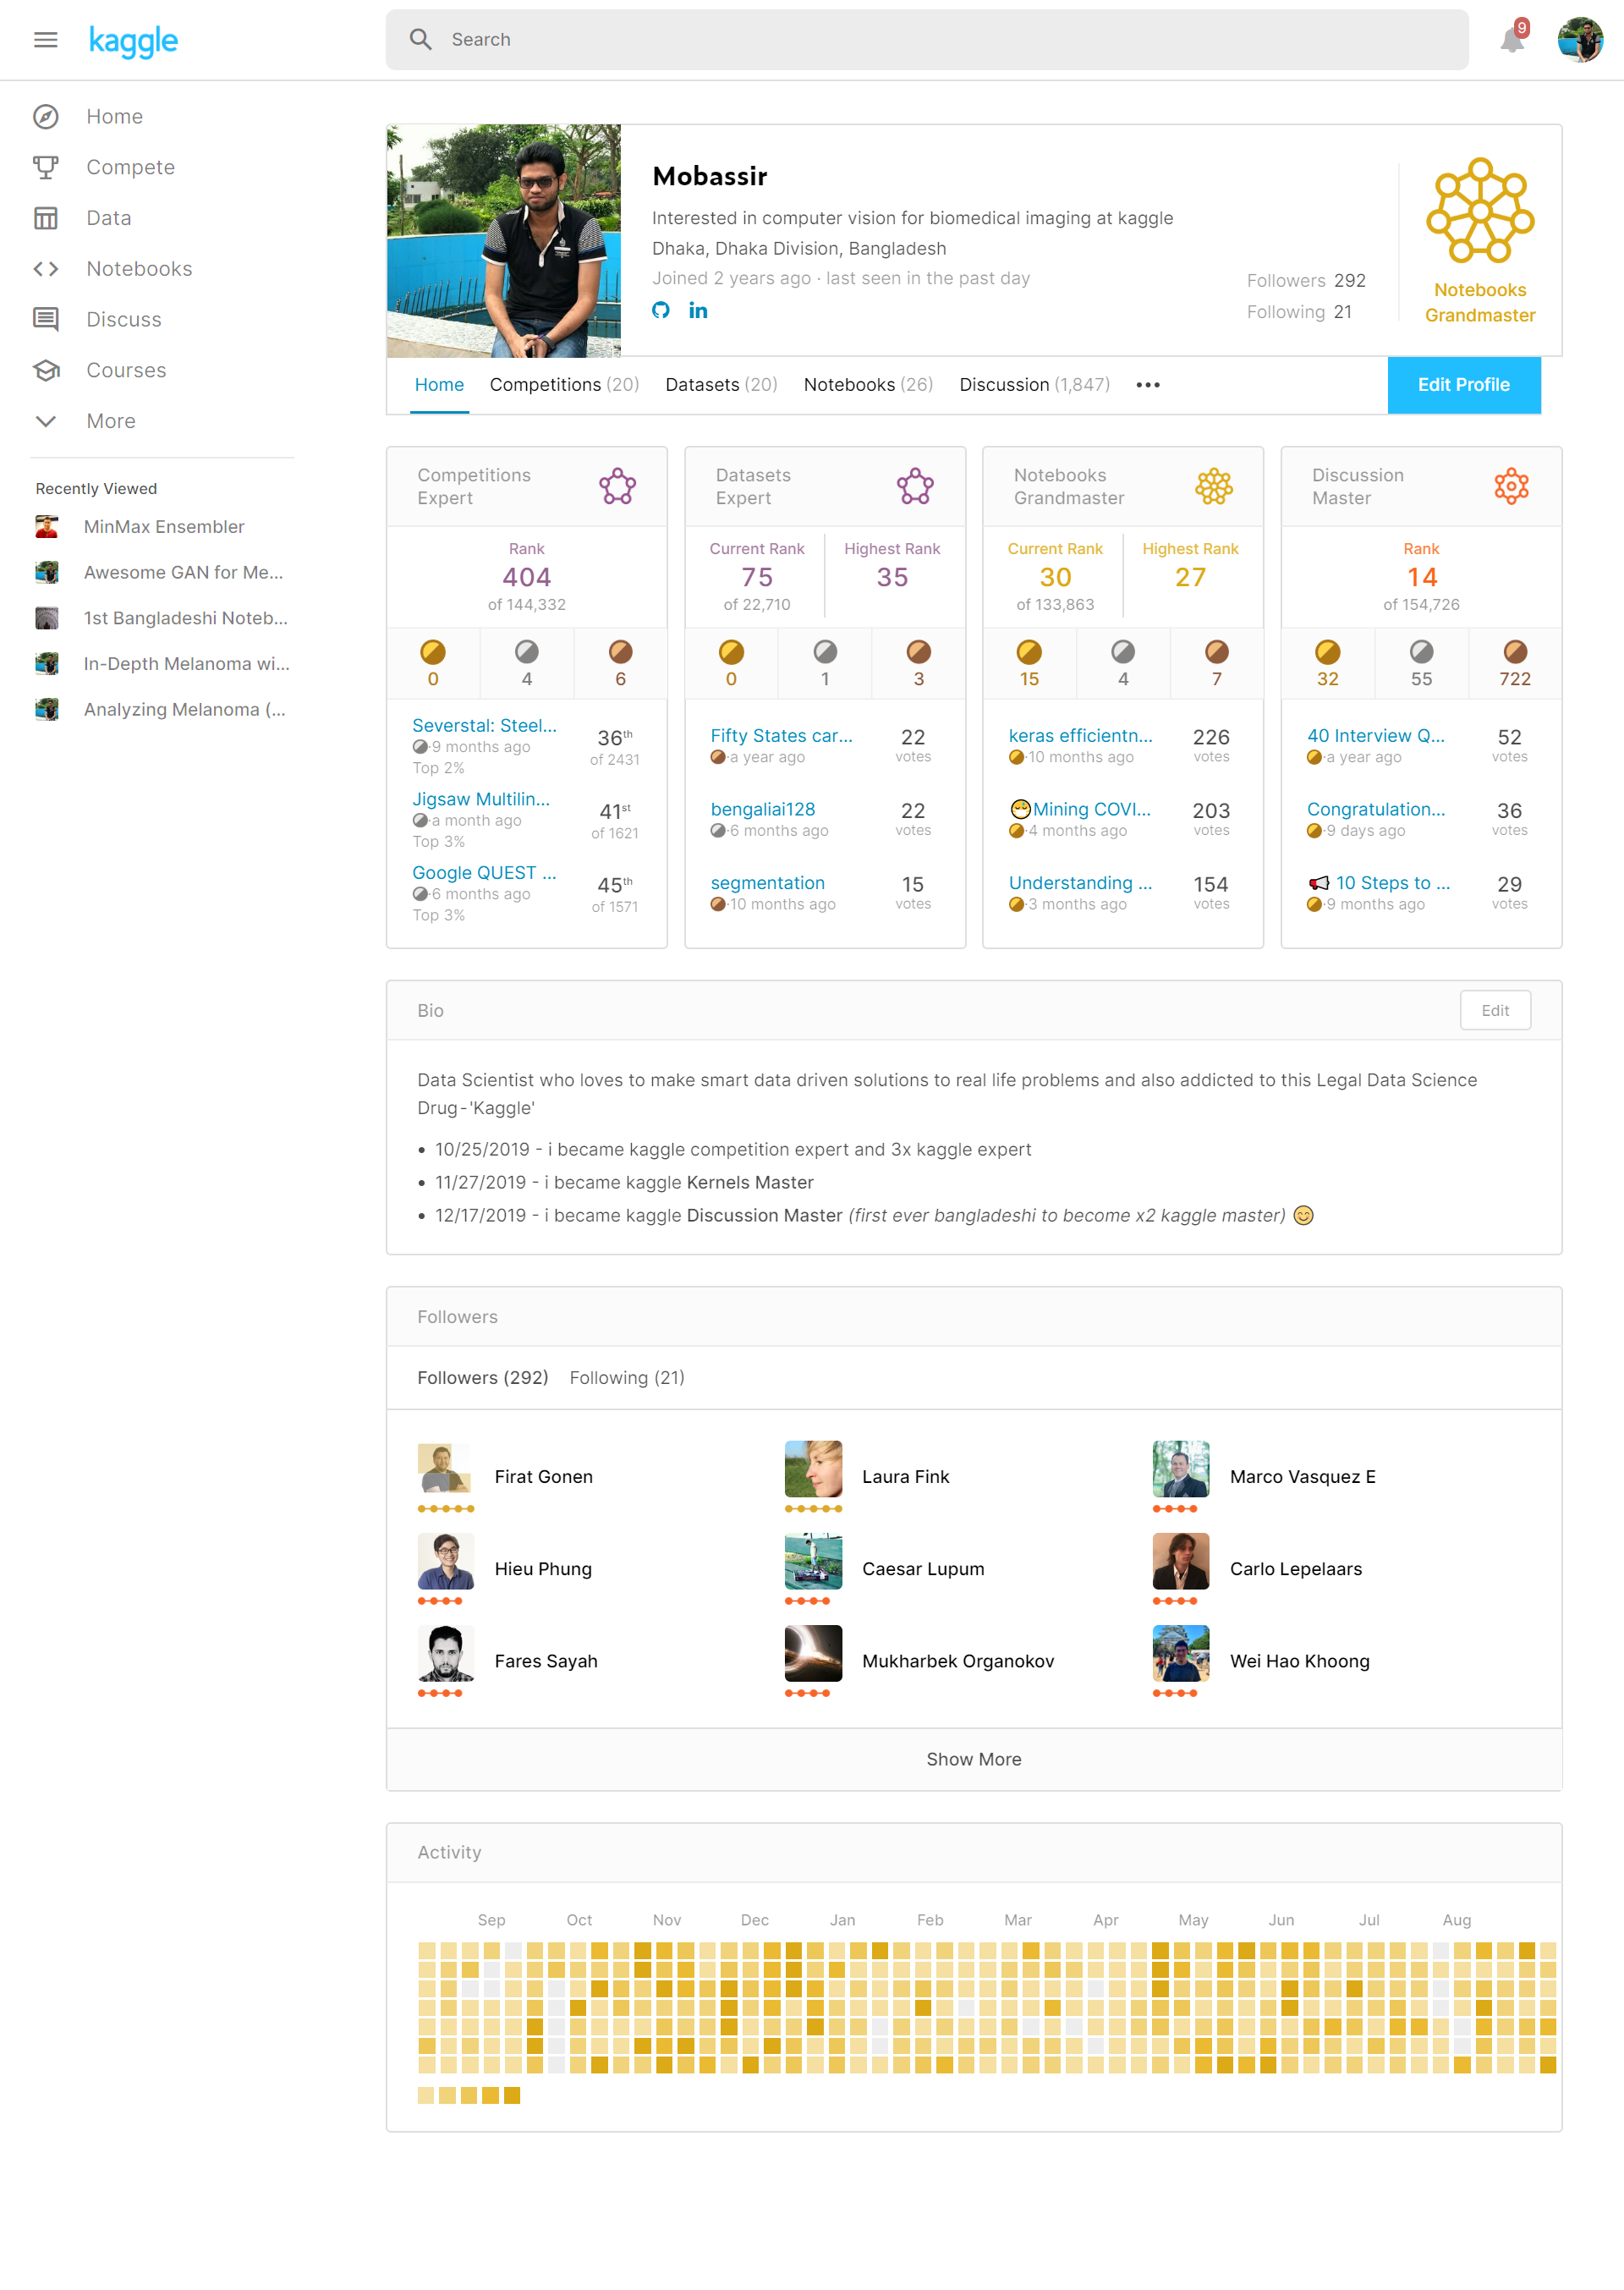 kaggle
Search
9
Home
Compete
Data
Notebooks
Discuss
Courses
More
Recently Viewed
MinMax Ensembler
Awesome GAN for Me...
1st Bangladeshi Noteb...
In-Depth Melanoma wi...
Analyzing Melanoma (...
Mobassir
Interested in computer vision for biomedical imaging at kaggle
Dhaka, Dhaka Division, Bangladesh
Joined 2 years ago · last seen in the past day
Followers 292
Following 21
Notebooks
Grandmaster
Home Competitions (20) Datasets (20) Notebooks (26) Discussion (1,847) •••
Edit Profile
Competitions
Expert
Rank
404
of 144,332
0 4 6
Severstal: Steel...
·9 months ago
Top 2%
36th
of 2431
Jigsaw Multilin...
·a month ago
Top 3%
41st
of 1621
Google QUEST ...
·6 months ago
Top 3%
45th
of 1571
Datasets
Expert
Current Rank
75
of 22,710
Highest Rank
35
0 1 3
Fifty States car...
·a year ago
22
votes
bengaliai128
·6 months ago
22
votes
segmentation
·10 months ago
15
votes
Notebooks
Grandmaster
Current Rank
30
of 133,863
Highest Rank
27
15 4 7
keras efficientn...
·10 months ago
226
votes
😷Mining COVI...
·4 months ago
203
votes
Understanding ...
·3 months ago
154
votes
Discussion
Master
Rank
14
of 154,726
32 55 722
40 Interview Q...
·a year ago
52
votes
Congratulation...
·9 days ago
36
votes
📢 10 Steps to ...
·9 months ago
29
votes
Bio
Edit
Data Scientist who loves to make smart data driven solutions to real life problems and also addicted to this Legal Data Science
Drug-'Kaggle'
• 10/25/2019 - i became kaggle competition expert and 3x kaggle expert
• 11/27/2019 - i became kaggle Kernels Master
• 12/17/2019 - i became kaggle Discussion Master (first ever bangladeshi to become x2 kaggle master) 😊
Followers
Followers (292) Following (21)
Firat Gonen
Laura Fink
Marco Vasquez E
Hieu Phung
Caesar Lupum
Carlo Lepelaars
Fares Sayah
Mukharbek Organokov
Wei Hao Khoong
Show More
Activity
Sep Oct Nov Dec Jan Feb Mar Apr May Jun Jul Aug